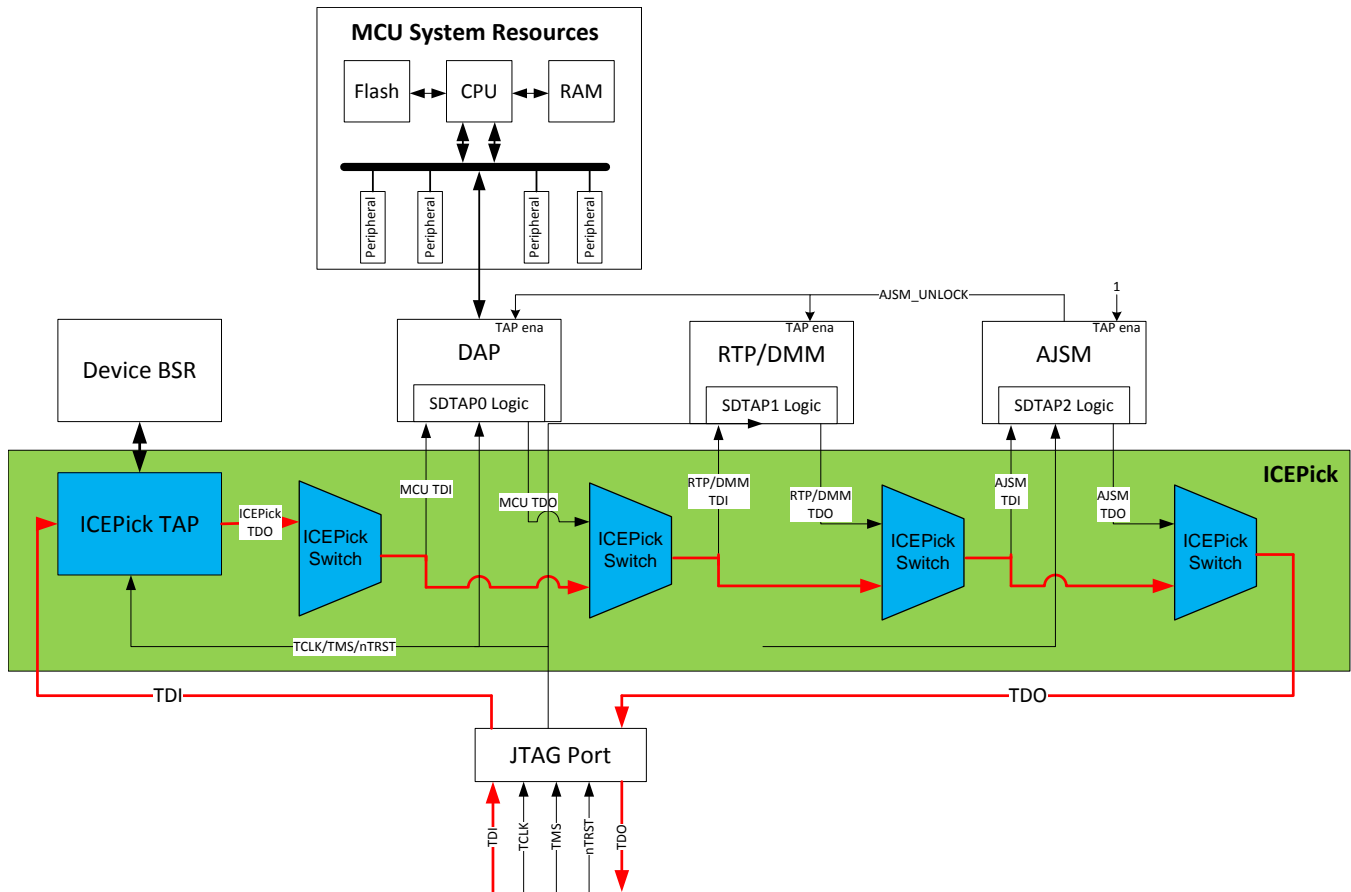 MCU System Resources
Flash
CPU
RAM
Peripheral
Peripheral
Peripheral
Peripheral
AJSM_UNLOCK
1
TAP ena
TAP ena
TAP ena
Device BSR
DAP
RTP/DMM
AJSM
SDTAP0 Logic
SDTAP1 Logic
SDTAP2 Logic
ICEPick
ICEPick TAP
ICEPick
TDO
ICEPick
Switch
MCU TDI
MCU TDO
ICEPick
Switch
RTP/DMM
TDI
RTP/DMM
TDO
ICEPick
Switch
AJSM
TDI
AJSM
TDO
ICEPick
Switch
TCLK/TMS/nTRST
TDI
TDO
JTAG Port
TDI
TCLK
TMS
nTRST
TDO